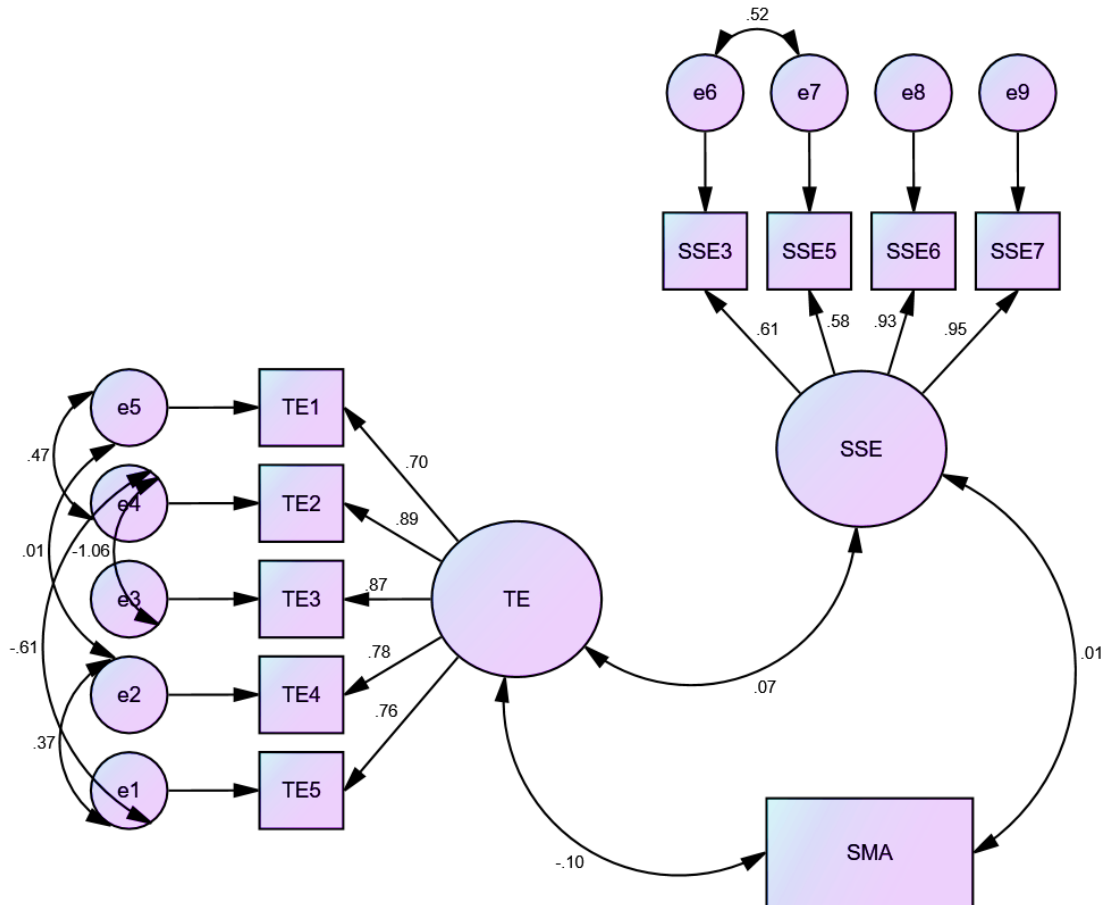 .52
e6
e7
e8
e9
SSE3
SSE5
SSE6
SSE7
.61
.58
.93
.95
SSE
e5
TE1
.47
.70
e4
TE2
.89
.01
-1.06
e3
TE3
.87
TE
-.61
.78
e2
TE4
.76
.37
e1
TE5
.07
.01
-.10
SMA